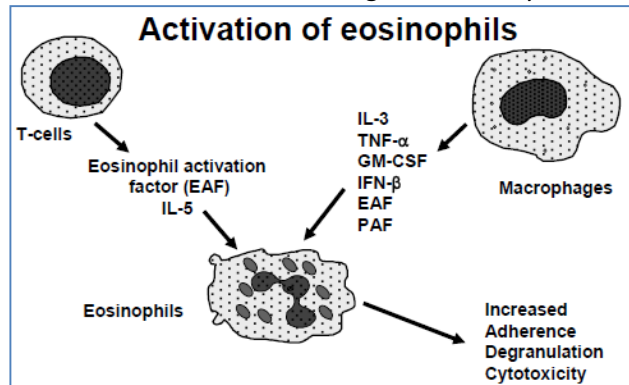 Activation of eosinophils
T-cells
Eosinophil activation
factor (EAF)
IL-5
IL-3
TNF-α
GM-CSF
IFN-β
EAF
PAF
Macrophages
Eosinophils
Increased
Adherence
Degranulation
Cytotoxicity